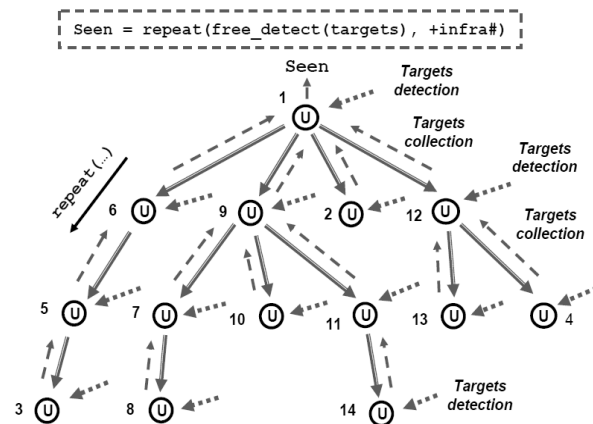 Seen = repeat(free_detect(targets), +infra#)
Seen
Targets
detection
1
U
Targets
collection
Targets
detection
repeat(…)
6 U 9 U 2 U 12 U
Targets
collection
5 U 7 U 10 U 11 U 13 U 4 U
3 U 8 U 14 U
Targets
detection